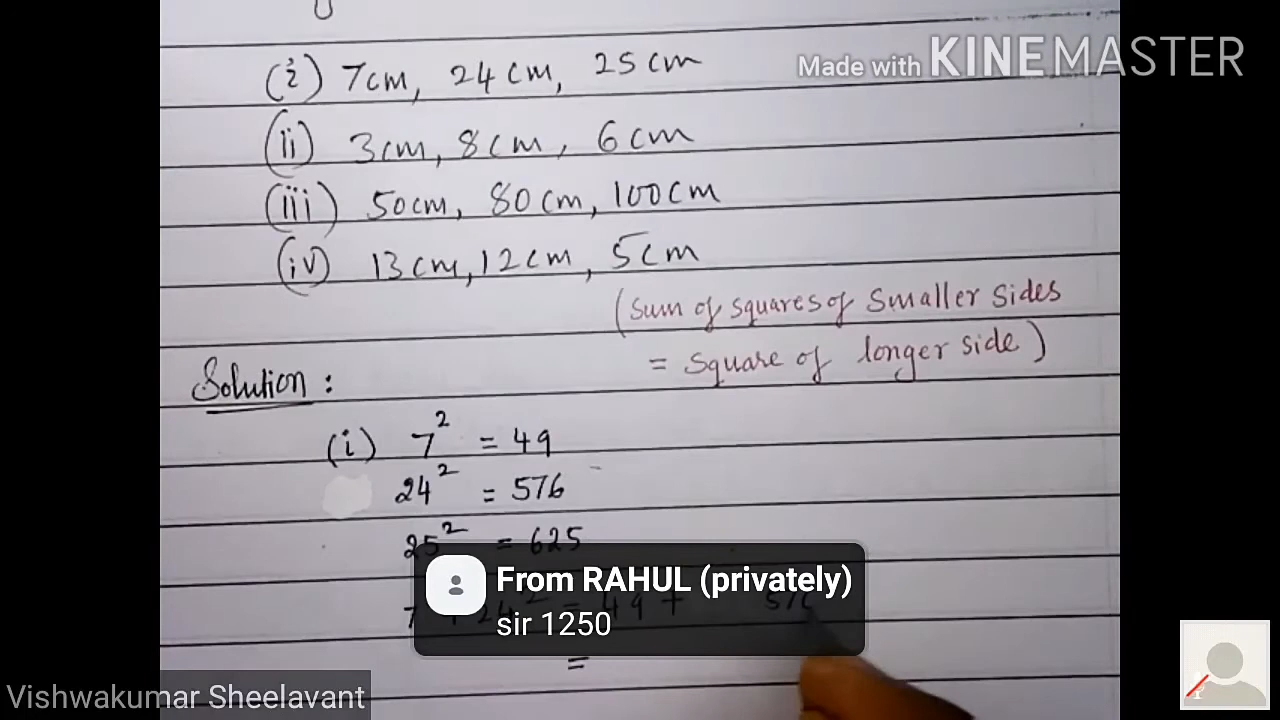 (i) 7cm, 24cm, 25cm
Made with KINEMASTER
(ii) 3cm, 8cm, 6cm
(iii) 50cm, 80cm, 100cm
(iv) 13cm, 12cm, 5cm
(Sum of squares of smaller sides
= square of longer side)
Solution :
(i) 7² = 49
24² = 576
25² = 625
From RAHUL (privately)
sir 1250
=
Vishwakumar Sheelavant